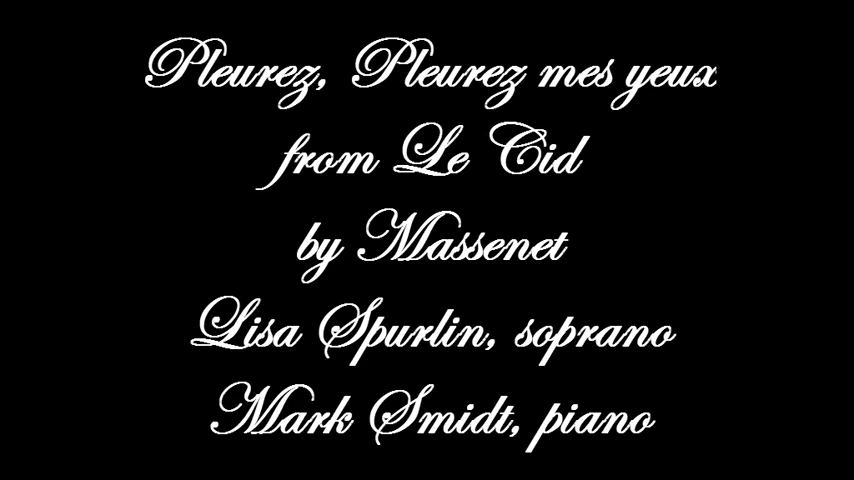 Pleurez, Pleurez mes yeux
from Le Cid
by Massenet
Lisa Spurlin, soprano
Mark Smidt, piano